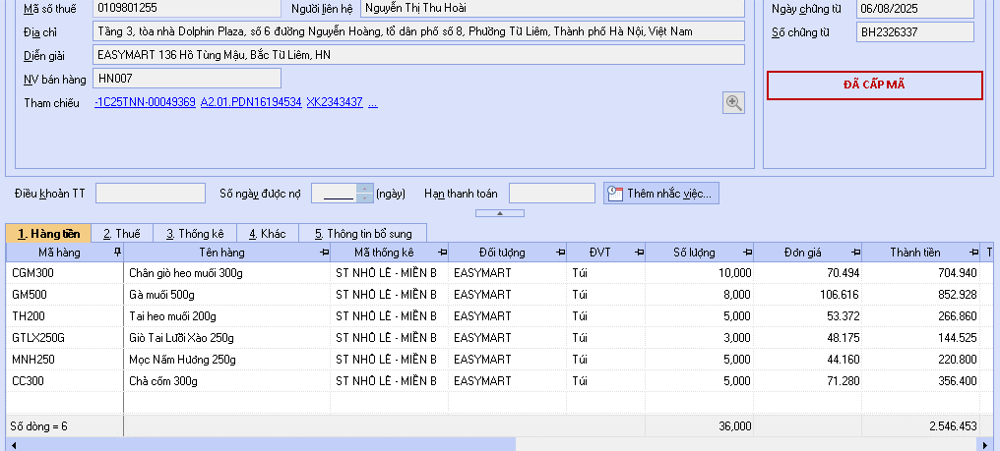 Mã số thuế 0109801255 Người liên hệ Nguyễn Thị Thu Hoài Ngày chứng từ 06/08/2025
Địa chỉ Tầng 3, tòa nhà Dolphin Plaza, số 6 đường Nguyễn Hoàng, tổ dân phố số 8, Phường Từ Liêm, Thành phố Hà Nội, Việt Nam Số chứng từ BH2326337
Diễn giải EASYMART 136 Hồ Tùng Mậu, Bắc Từ Liêm, HN
NV bán hàng HN007
ĐÃ CẤP MÃ
Tham chiếu -1C25TNN-00049369 A2.01.PDN16194534 XK2343437 ...
Điều khoản TT Số ngày được nợ (ngày) Hạn thanh toán Thêm nhắc việc...
1. Hàng tiền 2. Thuế 3. Thống kê 4. Khác 5. Thông tin bổ sung
Mã hàng Tên hàng Mã thống kê Đối tượng ĐVT Số lượng Đơn giá Thành tiền T
CGM300 Chân giò heo muối 300g ST NHỎ LẺ - MIỀN B EASYMART Túi 10,000 70.494 704.940
GM500 Gà muối 500g ST NHỎ LẺ - MIỀN B EASYMART Túi 8,000 106.616 852.928
TH200 Tai heo muối 200g ST NHỎ LẺ - MIỀN B EASYMART Túi 5,000 53.372 266.860
GTLX250G Giò Tai Lưỡi Xào 250g ST NHỎ LẺ - MIỀN B EASYMART Túi 3,000 48.175 144.525
MNH250 Mọc Nấm Hương 250g ST NHỎ LẺ - MIỀN B EASYMART Túi 5,000 44.160 220.800
CC300 Chả cốm 300g ST NHỎ LẺ - MIỀN B EASYMART Túi 5,000 71.280 356.400
Số dòng = 6 36,000 2.546.453